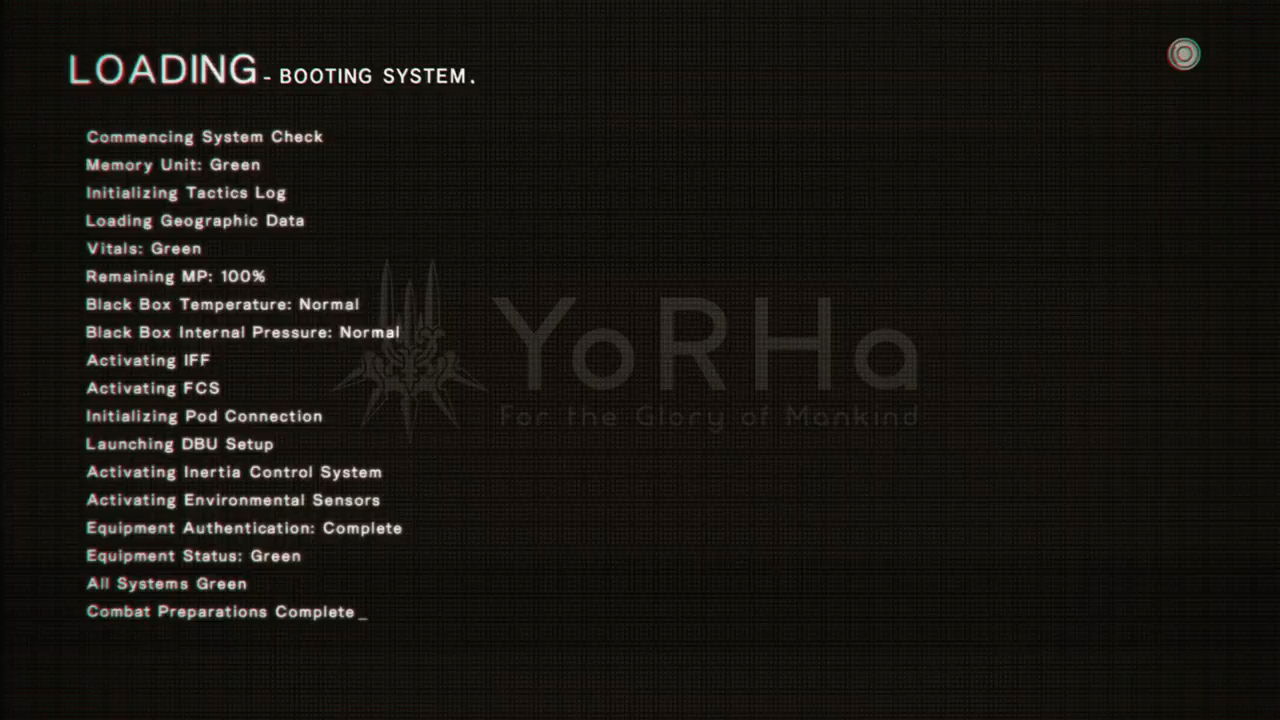 LOADING - BOOTING SYSTEM.
Commencing System Check
Memory Unit: Green
Initializing Tactics Log
Loading Geographic Data
Vitals: Green
Remaining MP: 100%
Black Box Temperature: Normal
Black Box Internal Pressure: Normal
Activating IFF
Activating FCS
Initializing Pod Connection
Launching DBU Setup
Activating Inertia Control System
Activating Environmental Sensors
Equipment Authentication: Complete
Equipment Status: Green
All Systems Green
Combat Preparations Complete_
YoRHa
For the Glory of Mankind